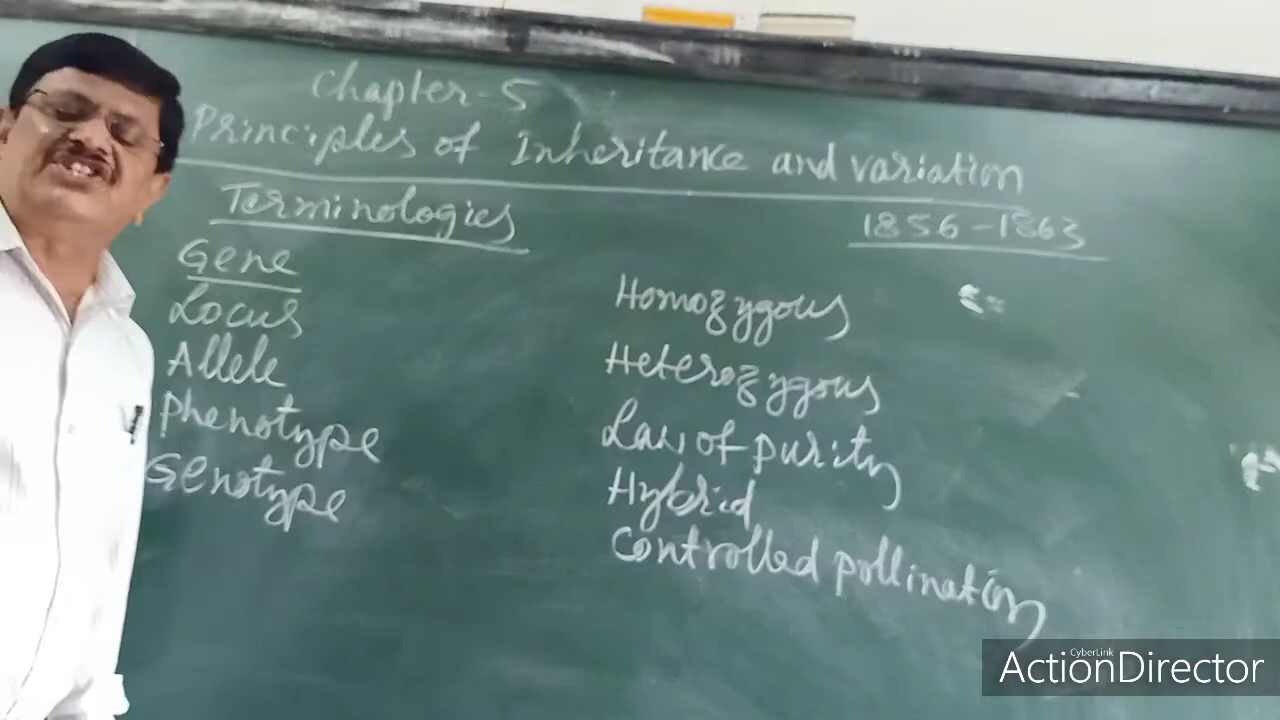 Chapter-5
Principles of Inheritance and variation
Terminologies
1856-1863
Gene
Locus
Allele
Phenotype
Genotype
Homozygous
Heterozygous
Law of purity
Hybrid
Controlled pollination
CyberLink
ActionDirector